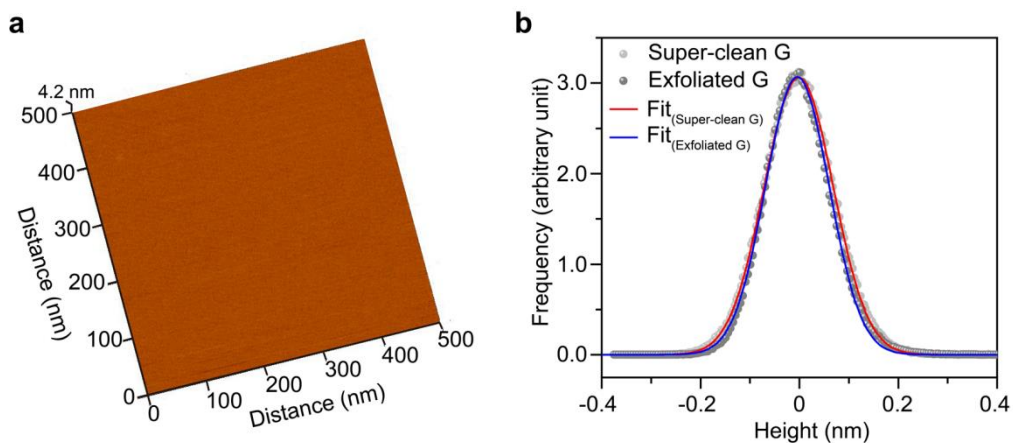 a
4.2 nm
500
400
300
200
100
0
Distance (nm)
0
100
200
300
400
500
Distance (nm)
b
Super-clean G
Exfoliated G
Fit(Super-clean G)
Fit(Exfoliated G)
3.0
2.0
1.0
0.0
Frequency (arbitrary unit)
-0.4 -0.2 0 0.2 0.4
Height (nm)